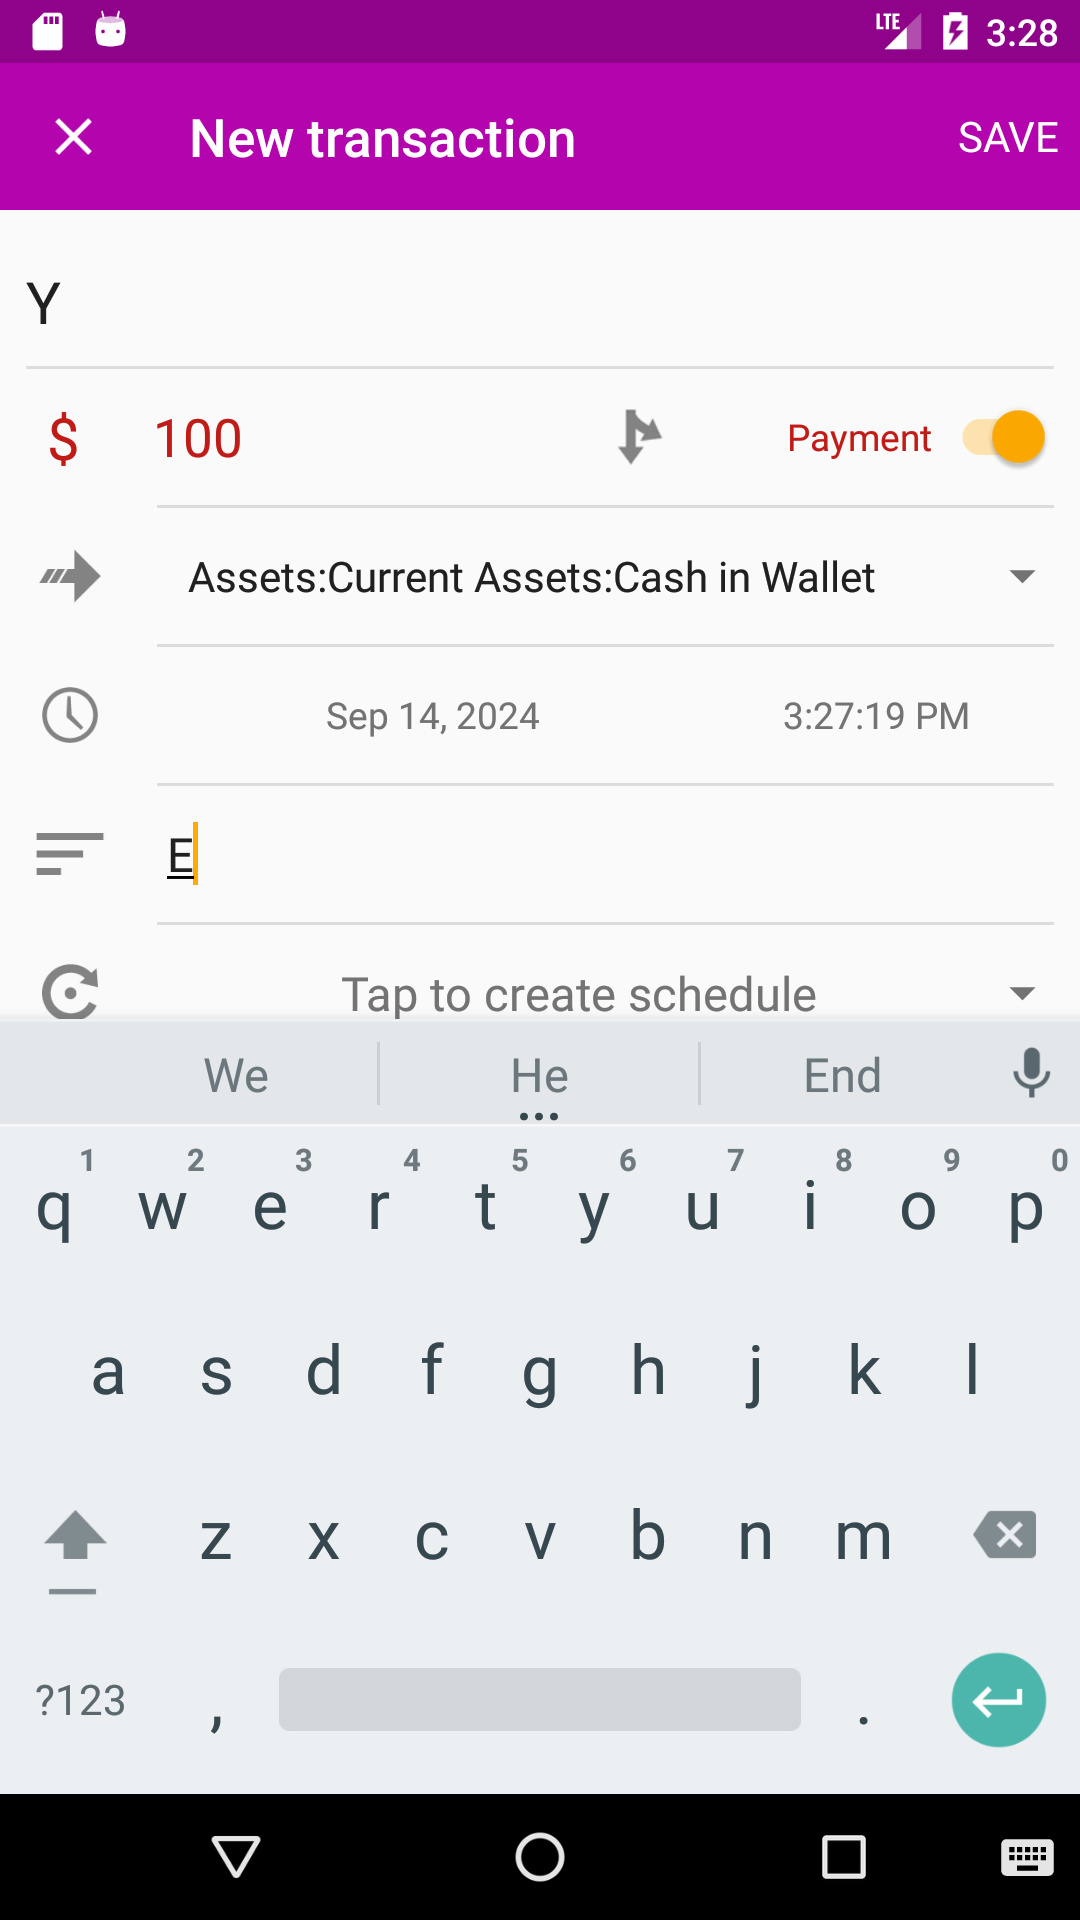 LTE 3:28
New transaction SAVE
Y
$ 100 Payment
Assets:Current Assets:Cash in Wallet
Sep 14, 2024 3:27:19 PM
E
Tap to create schedule
We He End
1 2 3 4 5 6 7 8 9 0
q w e r t y u i o p
a s d f g h j k l
z x c v b n m
?123 , .